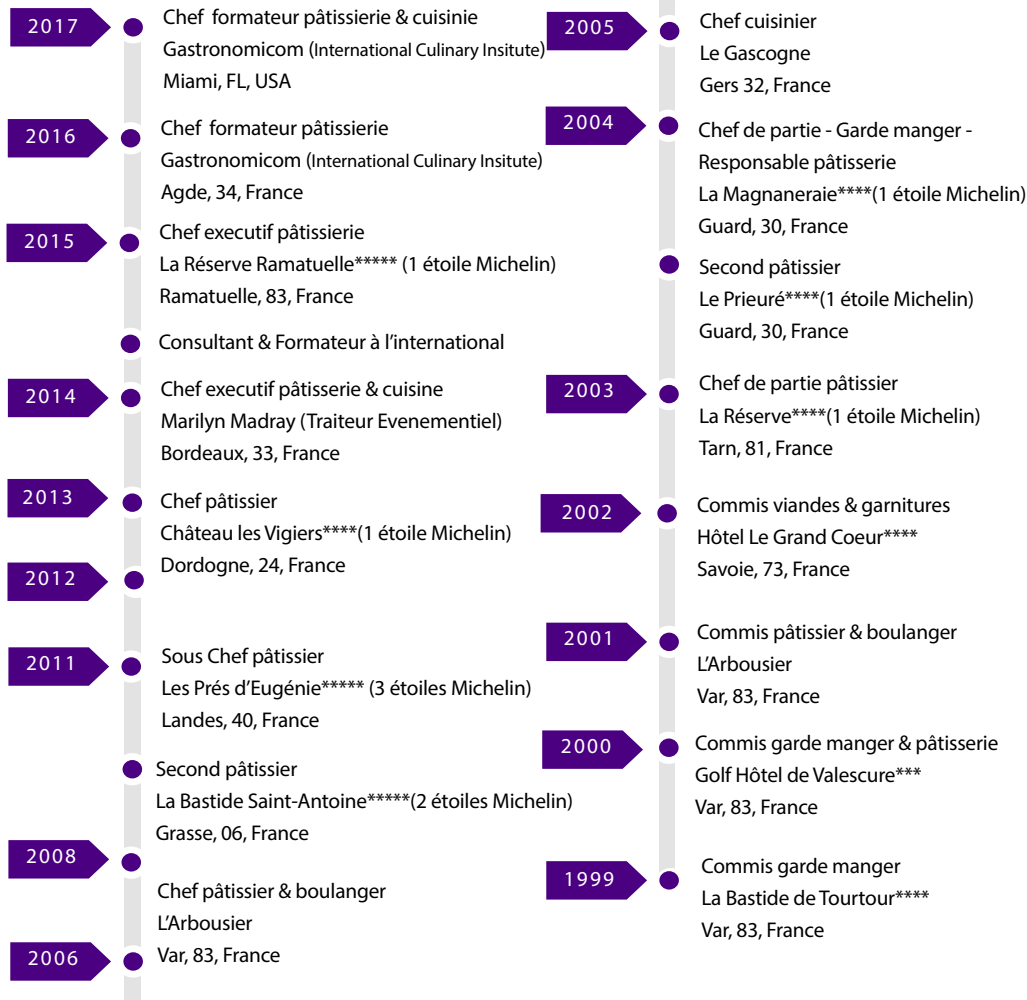 2017
Chef formateur pâtissierie & cuisinie
Gastronomicom (International Culinary Insitute)
Miami, FL, USA
2016
Chef formateur pâtissierie
Gastronomicom (International Culinary Insitute)
Agde, 34, France
2015
Chef executif pâtissierie
La Réserve Ramatuelle***** (1 étoile Michelin)
Ramatuelle, 83, France
Consultant & Formateur à l'international
2014
Chef executif pâtisserie & cuisine
Marilyn Madray (Traiteur Evenementiel)
Bordeaux, 33, France
2013
Chef pâtissier
Château les Vigiers****(1 étoile Michelin)
Dordogne, 24, France
2012
2011
Sous Chef pâtissier
Les Prés d'Eugénie***** (3 étoiles Michelin)
Landes, 40, France
Second pâtissier
La Bastide Saint-Antoine*****(2 étoiles Michelin)
Grasse, 06, France
2008
Chef pâtissier & boulanger
L'Arbousier
Var, 83, France
2006
2005
Chef cuisinier
Le Gascogne
Gers 32, France
2004
Chef de partie - Garde manger -
Responsable pâtisserie
La Magnaneraie****(1 étoile Michelin)
Guard, 30, France
Second pâtissier
Le Prieuré****(1 étoile Michelin)
Guard, 30, France
2003
Chef de partie pâtissier
La Réserve****(1 étoile Michelin)
Tarn, 81, France
2002
Commis viandes & garnitures
Hôtel Le Grand Coeur****
Savoie, 73, France
2001
Commis pâtissier & boulanger
L'Arbousier
Var, 83, France
2000
Commis garde manger & pâtisserie
Golf Hôtel de Valescure***
Var, 83, France
1999
Commis garde manger
La Bastide de Tourtour****
Var, 83, France